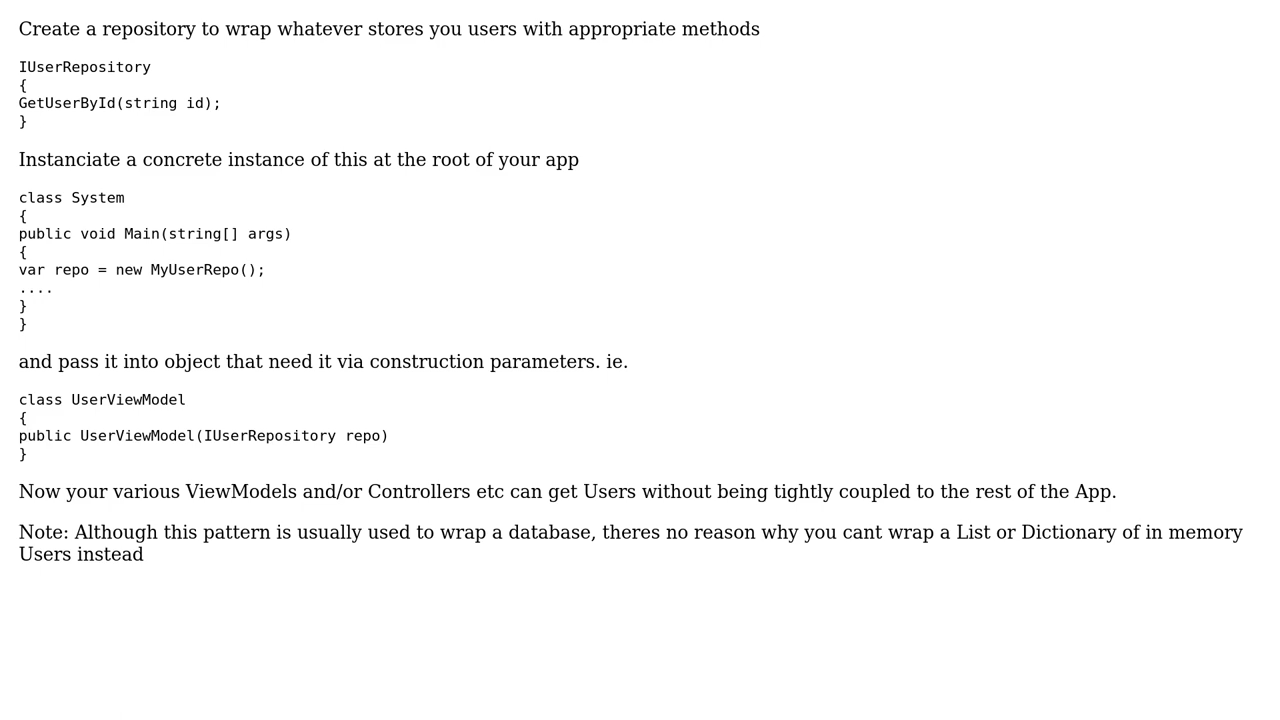 Create a repository to wrap whatever stores you users with appropriate methods
IUserRepository
{
GetUserById(string id);
}
Instanciate a concrete instance of this at the root of your app
class System
{
public void Main(string[] args)
{
var repo = new MyUserRepo();
....
}
}
and pass it into object that need it via construction parameters. ie.
class UserViewModel
{
public UserViewModel(IUserRepository repo)
}
Now your various ViewModels and/or Controllers etc can get Users without being tightly coupled to the rest of the App.
Note: Although this pattern is usually used to wrap a database, theres no reason why you cant wrap a List or Dictionary of in memory
Users instead